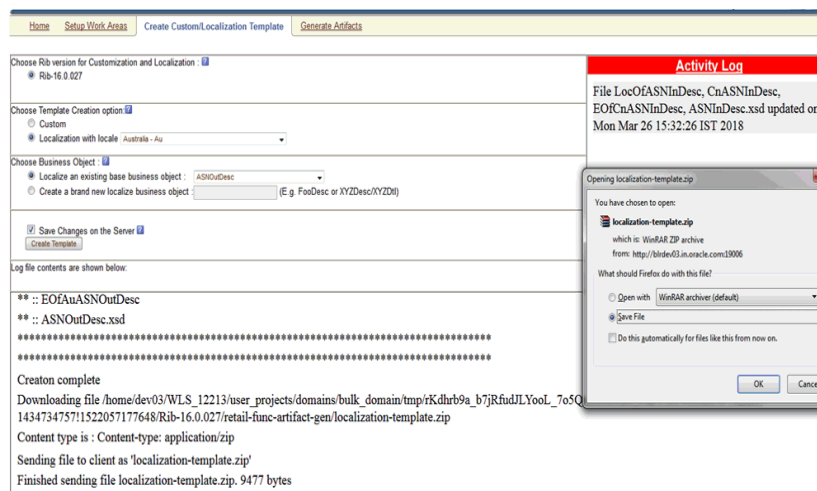 Home Setup Work Areas Create Custom/Localization Template Generate Artifacts
Choose Rib version for Customization and Localization :
Rib-16.0.027
Choose Template Creation option:
Custom
Localization with locale Australia - Au
Choose Business Object :
Localize an existing base business object : ASNOutDesc
Create a brand new localize business object : (E.g. FooDesc or XYZDesc/XYZDtl)
Save Changes on the Server
Create Template
Log file contents are shown below:
** :: EOfAuASNOutDesc
** :: ASNOutDesc.xsd
********************************************************************************
********************************************************************************
Creaton complete
Downloading file /home/dev03/WLS_12213/user_projects/domains/bulk_domain/tmp/rKdhrb9a_b7jRfudJLYooL_7o5Q
1434734757!1522057177648/Rib-16.0.027/retail-func-artifact-gen/localization-template.zip
Content type is : Content-type: application/zip
Sending file to client as 'localization-template.zip'
Finished sending file localization-template.zip. 9477 bytes
Activity Log
File LocOfASNInDesc, CnASNInDesc,
EOfCnASNInDesc, ASNInDesc.xsd updated on
Mon Mar 26 15:32:26 IST 2018
Opening localization-template.zip
You have chosen to open:
localization-template.zip
which is: WinRAR ZIP archive
from: http://blrdev03.in.oracle.com:19006
What should Firefox do with this file?
Open with WinRAR archiver (default)
Save File
Do this automatically for files like this from now on.
OK Cance